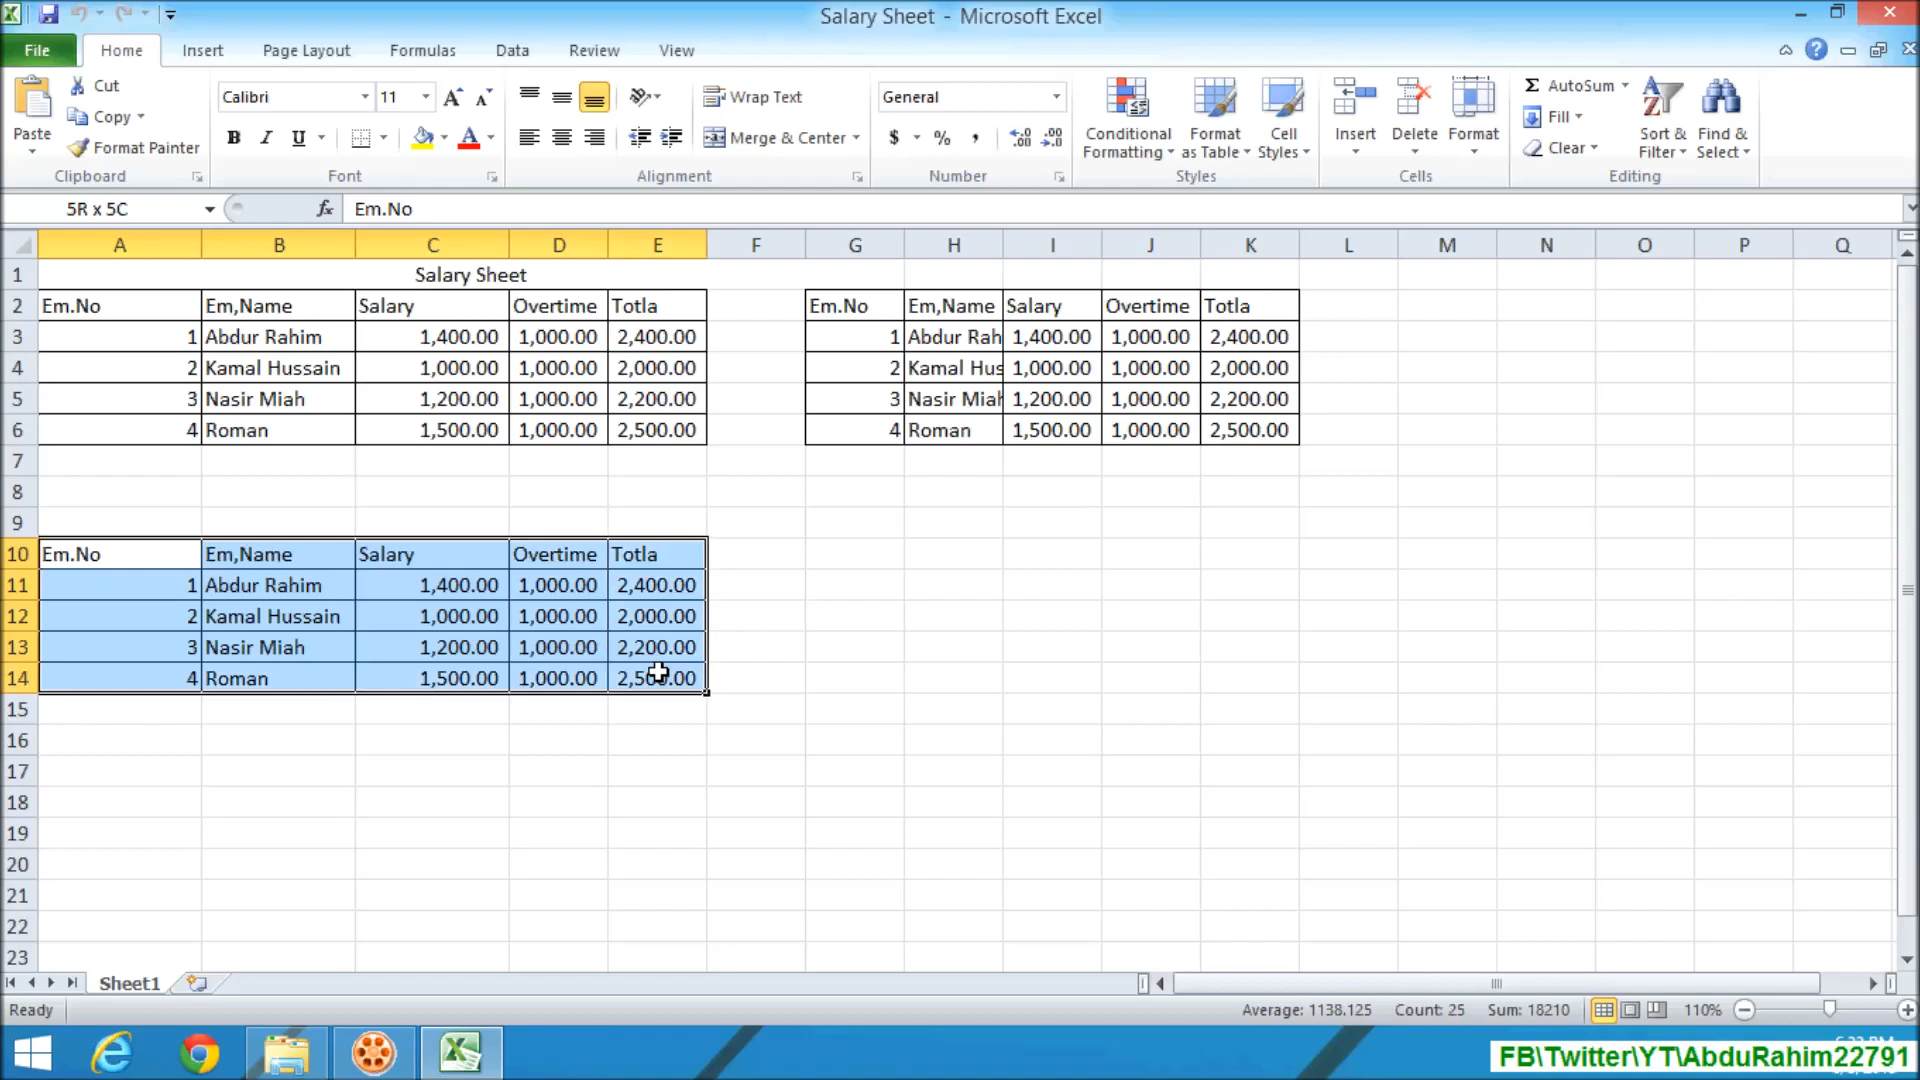 Salary Sheet - Microsoft Excel
File Home Insert Page Layout Formulas Data Review View
Cut
Copy
Format Painter
Paste
Clipboard
Calibri 11
B I U
Font
Wrap Text
Merge & Center
Alignment
General
$ % ,
Number
Conditional Formatting
Format as Table
Cell Styles
Styles
Insert Delete Format
Cells
Σ AutoSum
Fill
Clear
Sort & Filter
Find & Select
Editing
5R x 5C fx Em.No
A B C D E F G H I J K L M N O P Q
1 Salary Sheet
2 Em.No Em,Name Salary Overtime Totla Em.No Em,Name Salary Overtime Totla
3 1 Abdur Rahim 1,400.00 1,000.00 2,400.00 1 Abdur Rah 1,400.00 1,000.00 2,400.00
4 2 Kamal Hussain 1,000.00 1,000.00 2,000.00 2 Kamal Hus 1,000.00 1,000.00 2,000.00
5 3 Nasir Miah 1,200.00 1,000.00 2,200.00 3 Nasir Miah 1,200.00 1,000.00 2,200.00
6 4 Roman 1,500.00 1,000.00 2,500.00 4 Roman 1,500.00 1,000.00 2,500.00
7
8
9
10 Em.No Em,Name Salary Overtime Totla
11 1 Abdur Rahim 1,400.00 1,000.00 2,400.00
12 2 Kamal Hussain 1,000.00 1,000.00 2,000.00
13 3 Nasir Miah 1,200.00 1,000.00 2,200.00
14 4 Roman 1,500.00 1,000.00 2,500.00
15
16
17
18
19
20
21
22
23
Sheet1
Ready Average: 1138.125 Count: 25 Sum: 18210 110%
FB\Twitter\YT\AbduRahim22791